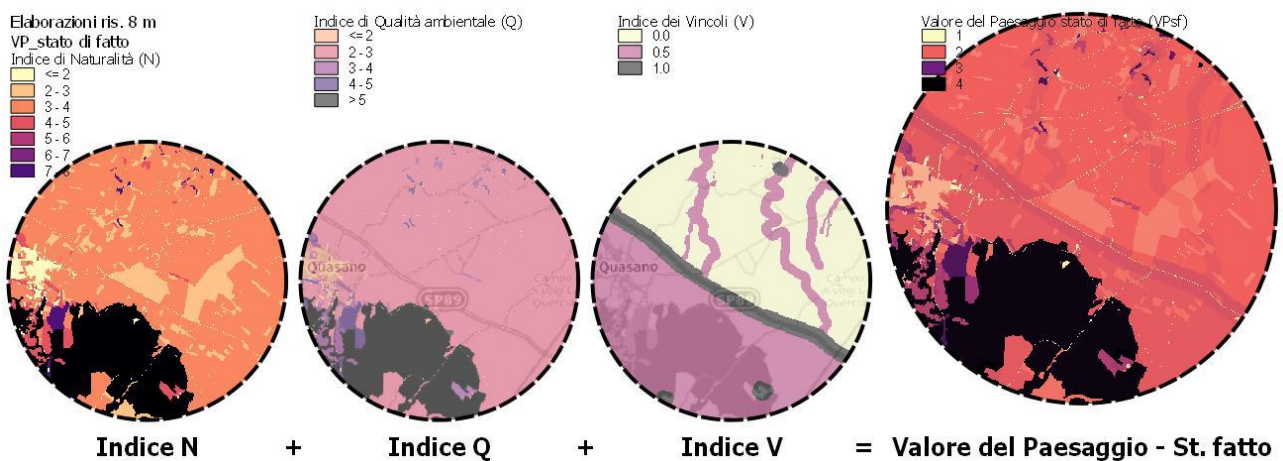 Elaborazioni ris. 8 m
VP_stato di fatto
Indice di Naturalità (N)
<= 2
2 - 3
3 - 4
4 - 5
5 - 6
6 - 7
Indice di Qualità ambientale (Q)
<= 2
2 - 3
3 - 4
4 - 5
> 5
Indice dei Vincoli (V)
0.0
0.5
1.0
Valore del Paesaggio stato di fatto (VPsf)
1
2
3
4
Quasano
SP89
Quasano
SP89
Indice N + Indice Q + Indice V = Valore del Paesaggio - St. fatto